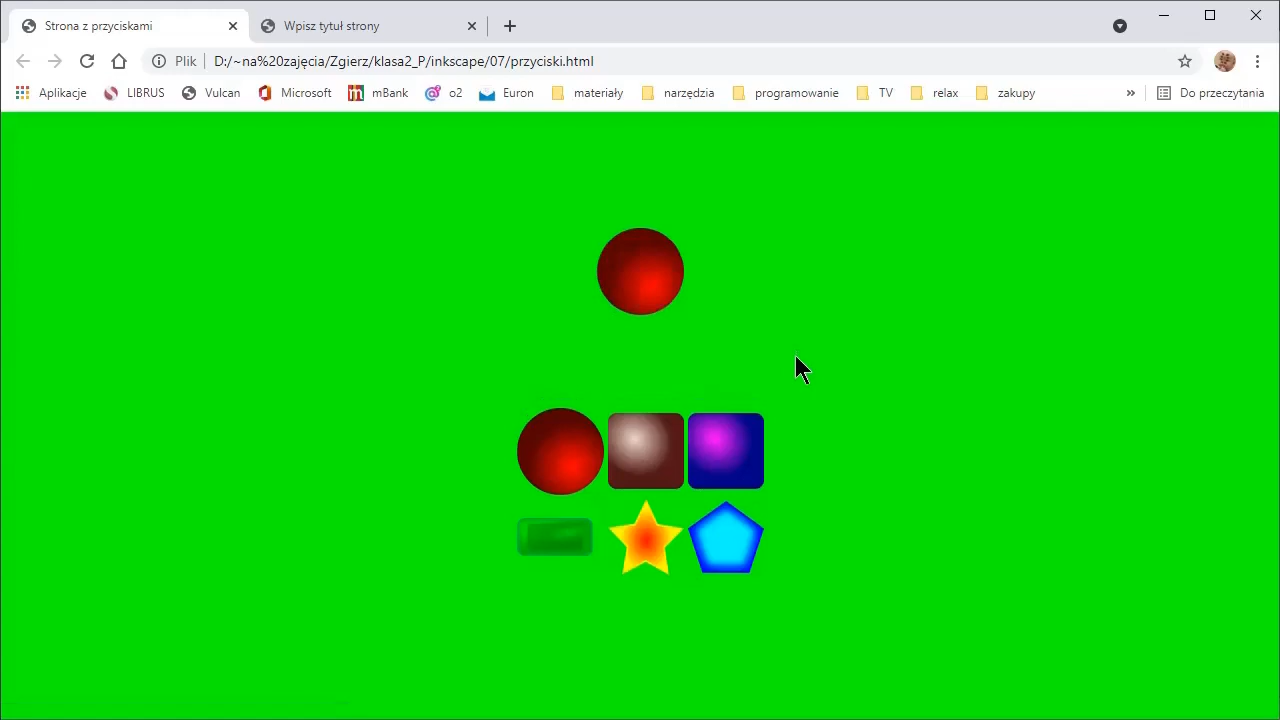 Strona z przyciskami
Wpisz tytuł strony
Plik D:/~na%20zajęcia/Zgierz/klasa2_P/inkscape/07/przyciski.html
Aplikacje LIBRUS Vulcan Microsoft mBank o2 Euron materiały narzędzia programowanie TV relax zakupy » Do przeczytania